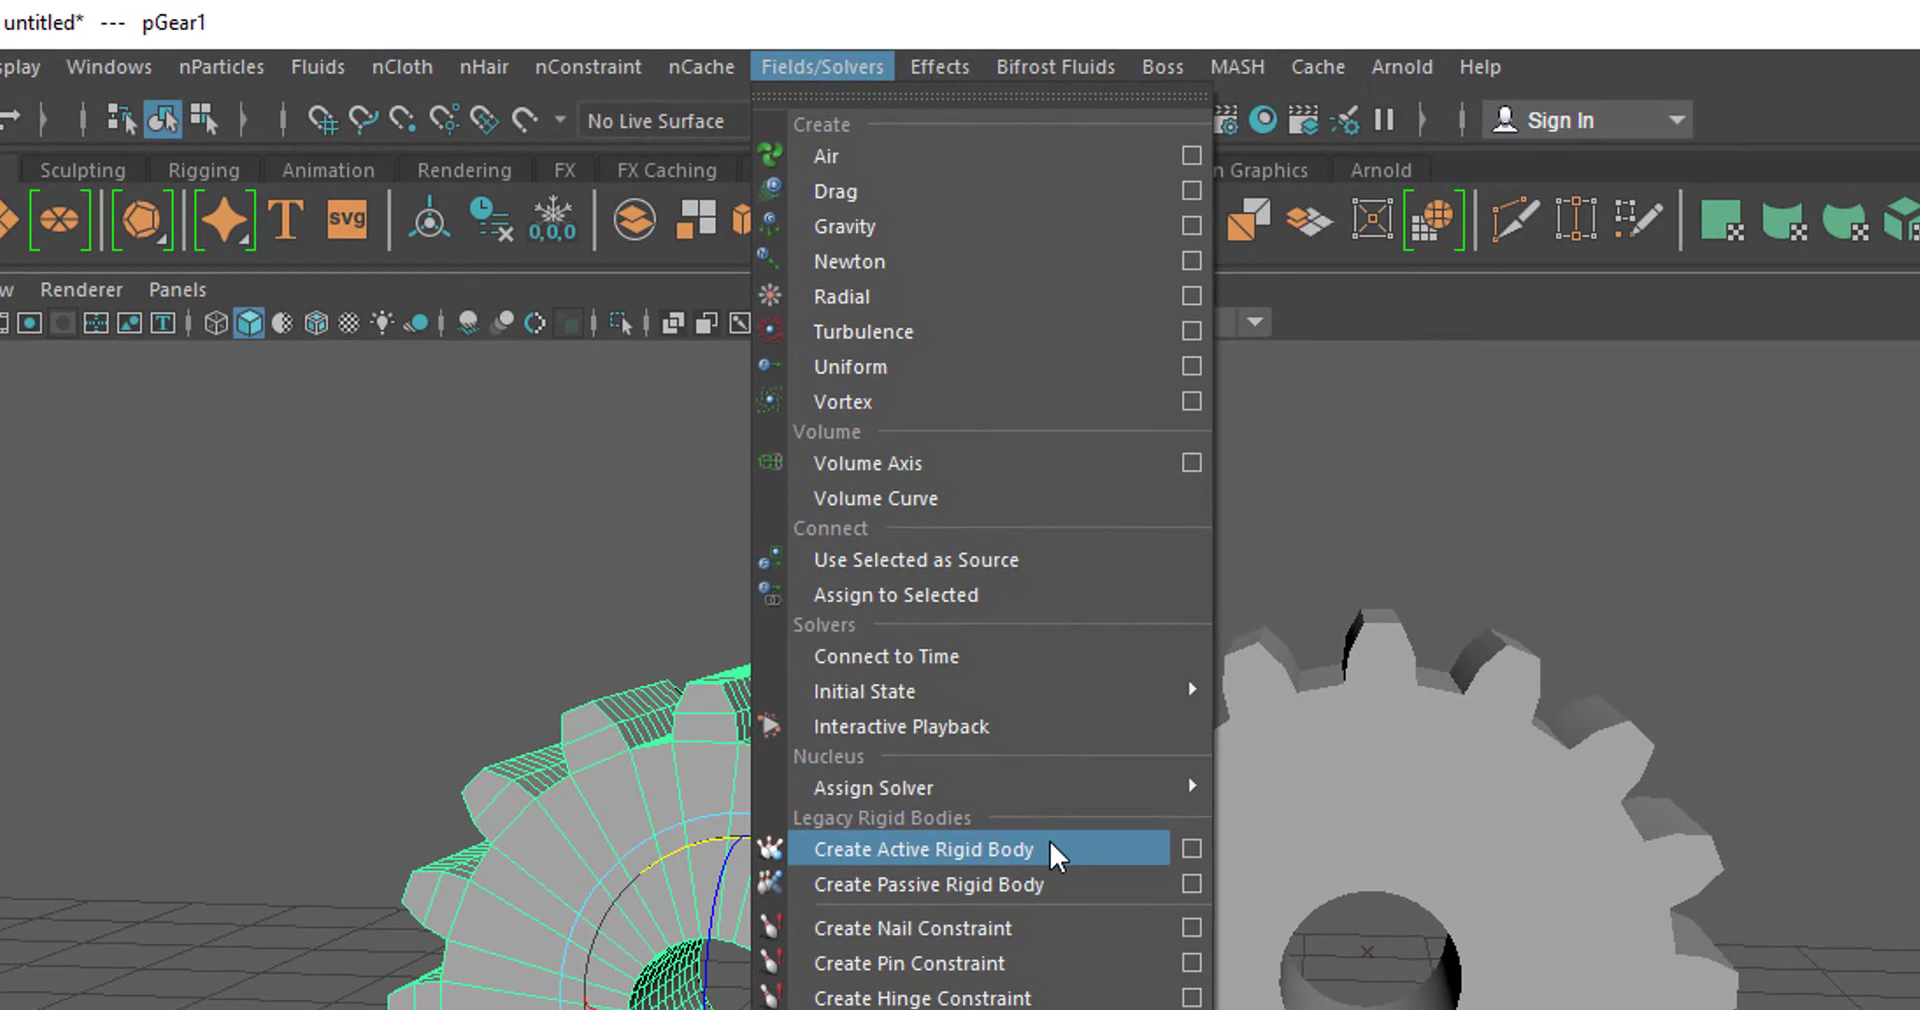 untitled* --- pGear1
splay Windows nParticles Fluids nCloth nHair nConstraint nCache Fields/Solvers Effects Bifrost Fluids Boss MASH Cache Arnold Help
No Live Surface
Sign In
Sculpting Rigging Animation Rendering FX FX Caching n Graphics Arnold
T svg 0,0,0
w Renderer Panels
T
Create
Air
Drag
Gravity
Newton
Radial
Turbulence
Uniform
Vortex
Volume
Volume Axis
Volume Curve
Connect
Use Selected as Source
Assign to Selected
Solvers
Connect to Time
Initial State
Interactive Playback
Nucleus
Assign Solver
Legacy Rigid Bodies
Create Active Rigid Body
Create Passive Rigid Body
Create Nail Constraint
Create Pin Constraint
Create Hinge Constraint